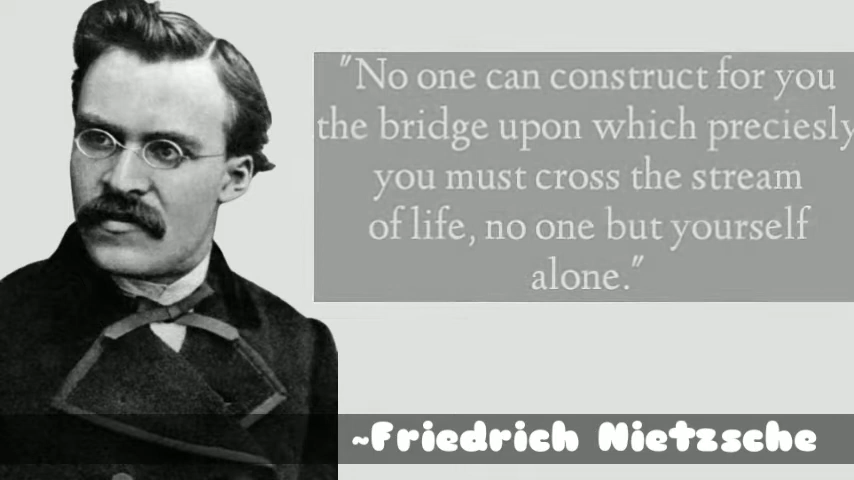 "No one can construct for you
the bridge upon which preciesly
you must cross the stream
of life, no one but yourself
alone."
~Friedrich Nietzsche